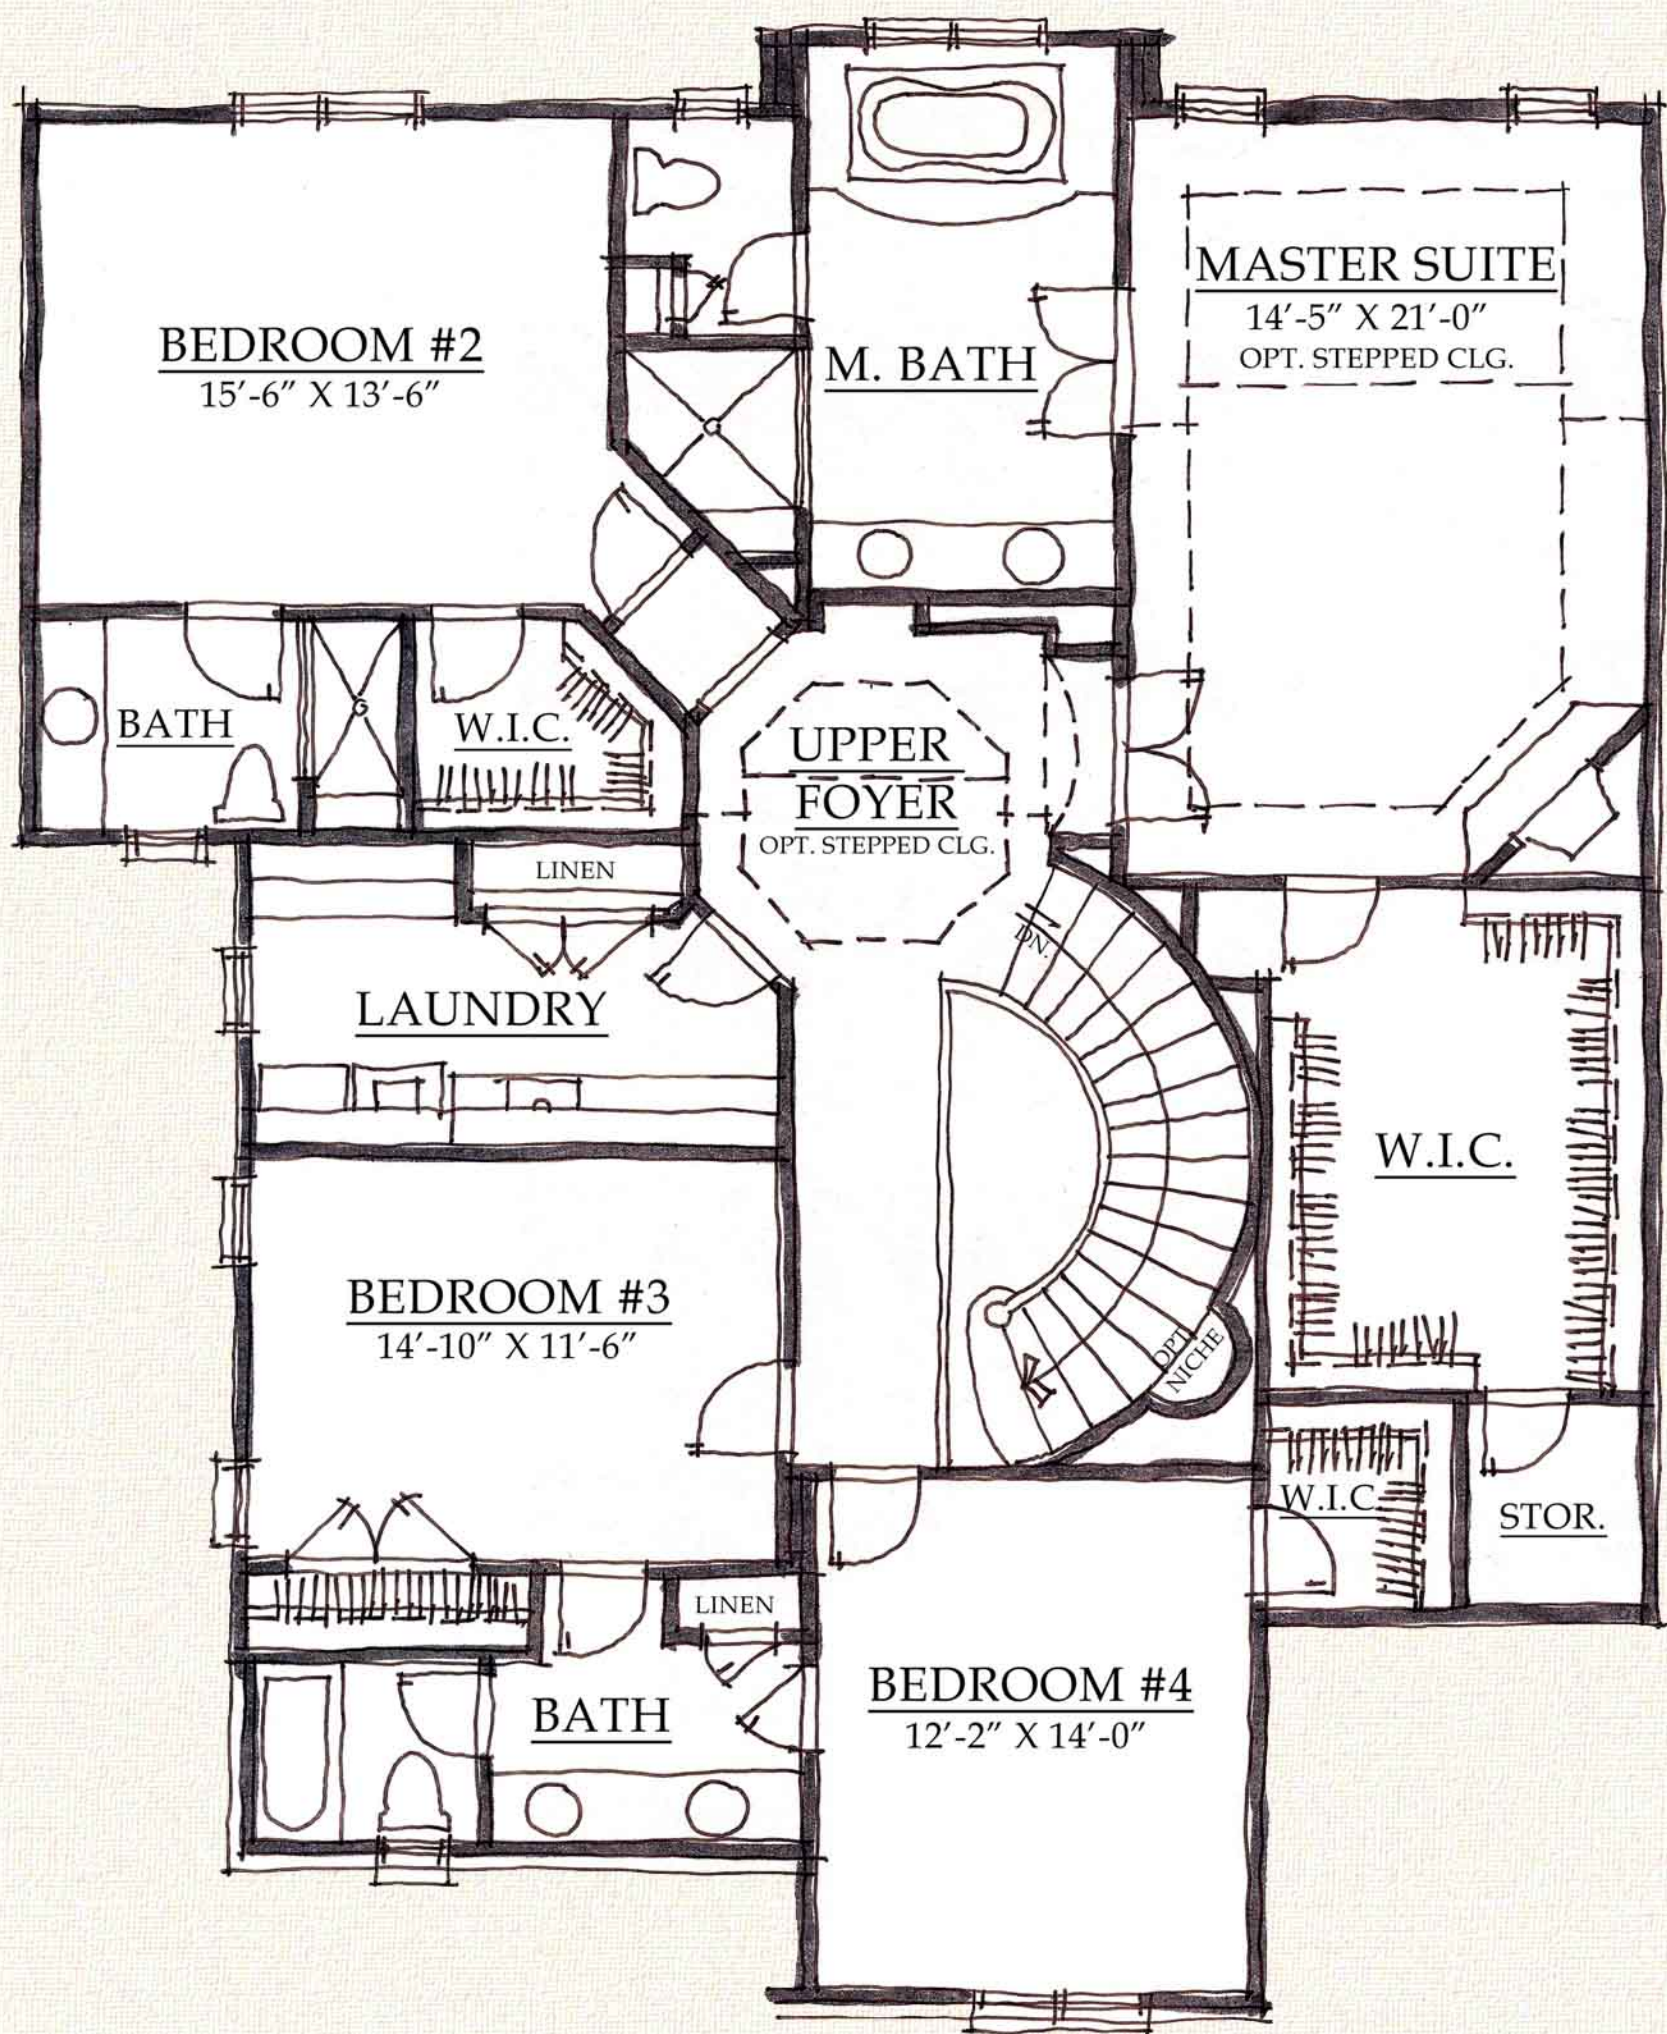 MASTER SUITE
14'-5" X 21'-0"
OPT. STEPPED CLG.
BEDROOM #2
15'-6" X 13'-6"
M. BATH
BATH
W.I.C.
UPPER
FOYER
OPT. STEPPED CLG.
LINEN
DN.
LAUNDRY
W.I.C.
BEDROOM #3
14'-10" X 11'-6"
OPT.
NICHE
W.I.C.
STOR.
LINEN
BEDROOM #4
12'-2" X 14'-0"
BATH